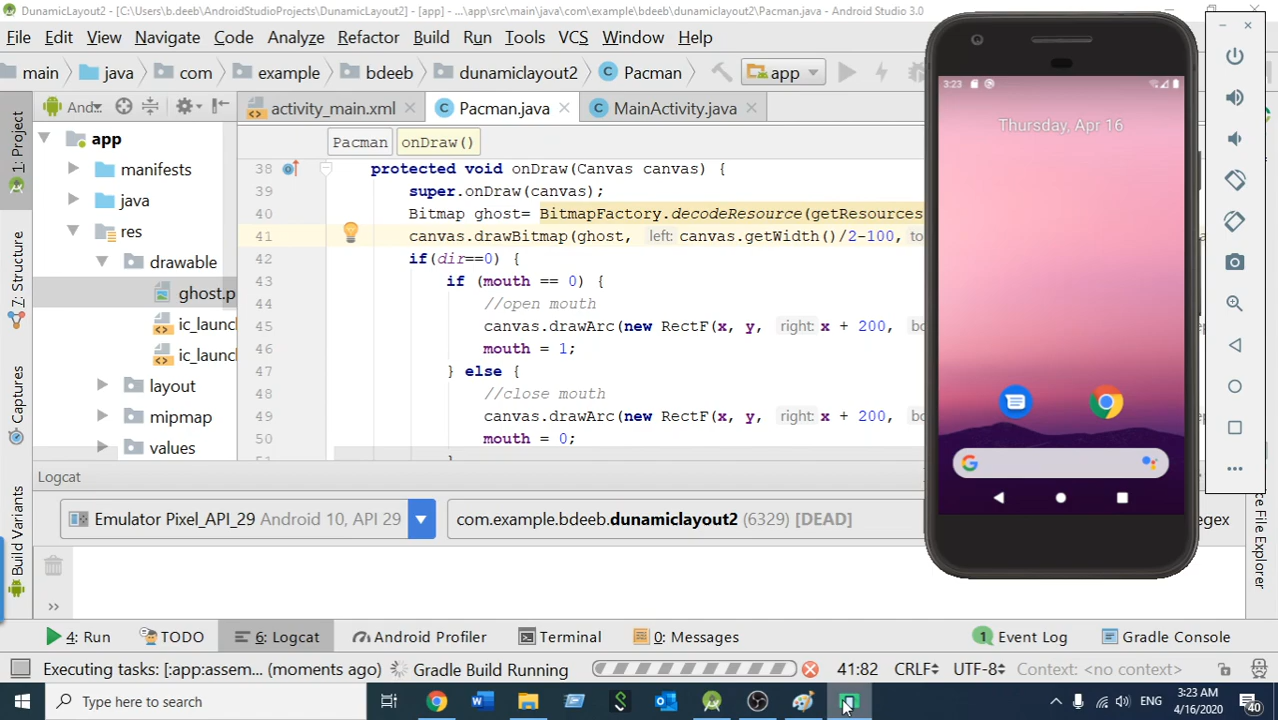 DunamicLayout2 - [C:\Users\b.deeb\AndroidStudioProjects\DunamicLayout2] - [app] - ...\app\src\main\java\com\example\bdeeb\dunamiclayout2\Pacman.java - Android Studio 3.0
File Edit View Navigate Code Analyze Refactor Build Run Tools VCS Window Help
main java com example bdeeb dunamiclayout2 Pacman app
1: Project
Z: Structure
Captures
Build Variants
activity_main.xml Pacman.java MainActivity.java
app
manifests
java
res
drawable
ghost.p
ic_launch
ic_launch
layout
mipmap
values
Pacman onDraw()
38 protected void onDraw(Canvas canvas) {
39 super.onDraw(canvas);
40 Bitmap ghost= BitmapFactory.decodeResource(getResources
41 canvas.drawBitmap(ghost, left: canvas.getWidth()/2-100, to
42 if(dir==0) {
43 if (mouth == 0) {
44 //open mouth
45 canvas.drawArc(new RectF(x, y, right: x + 200, bo
46 mouth = 1;
47 } else {
48 //close mouth
49 canvas.drawArc(new RectF(x, y, right: x + 200, bo
50 mouth = 0;
3:23
Thursday, Apr 16
Logcat
Emulator Pixel_API_29 Android 10, API 29 com.example.bdeeb.dunamiclayout2 (6329) [DEAD] egex
File Explorer
4: Run TODO 6: Logcat Android Profiler Terminal 0: Messages 1 Event Log Gradle Console
Executing tasks: [:app:assem... (moments ago) Gradle Build Running 41:82 CRLF UTF-8 Context: <no context>
Type here to search ENG 3:23 AM 4/16/2020 40